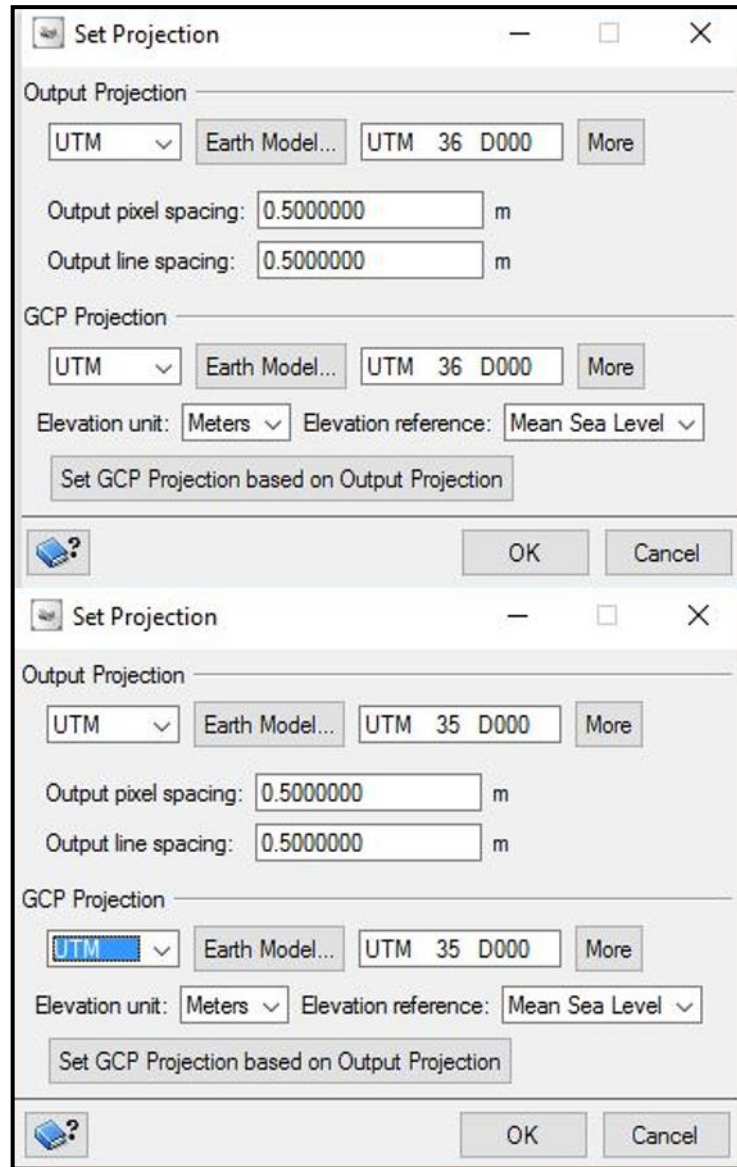 Set Projection
Output Projection
UTM Earth Model... UTM 36 D000 More
Output pixel spacing: 0.5000000 m
Output line spacing: 0.5000000 m
GCP Projection
UTM Earth Model... UTM 36 D000 More
Elevation unit: Meters Elevation reference: Mean Sea Level
Set GCP Projection based on Output Projection
? OK Cancel
Set Projection
Output Projection
UTM Earth Model... UTM 35 D000 More
Output pixel spacing: 0.5000000 m
Output line spacing: 0.5000000 m
GCP Projection
UTM Earth Model... UTM 35 D000 More
Elevation unit: Meters Elevation reference: Mean Sea Level
Set GCP Projection based on Output Projection
? OK Cancel